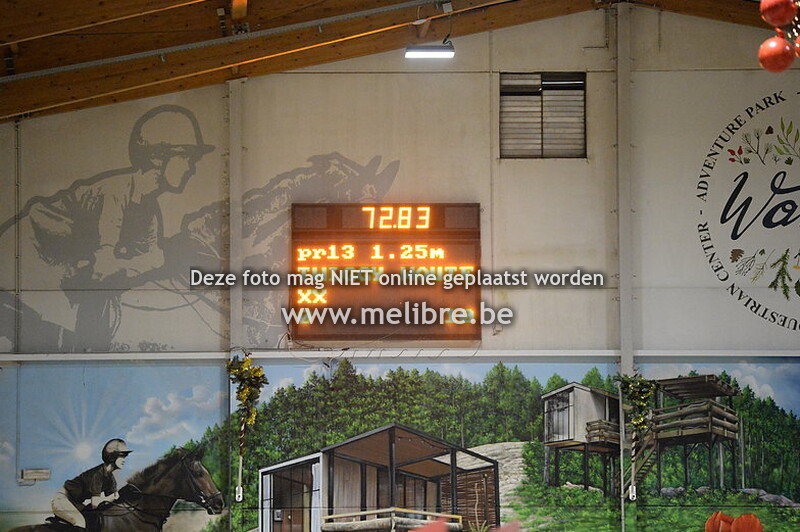 72.83
pr13 1.25m
Deze foto mag NIET online geplaatst worden
XX
www.melibre.be
ADVENTURE PARK
EQUESTRIAN CENTER -